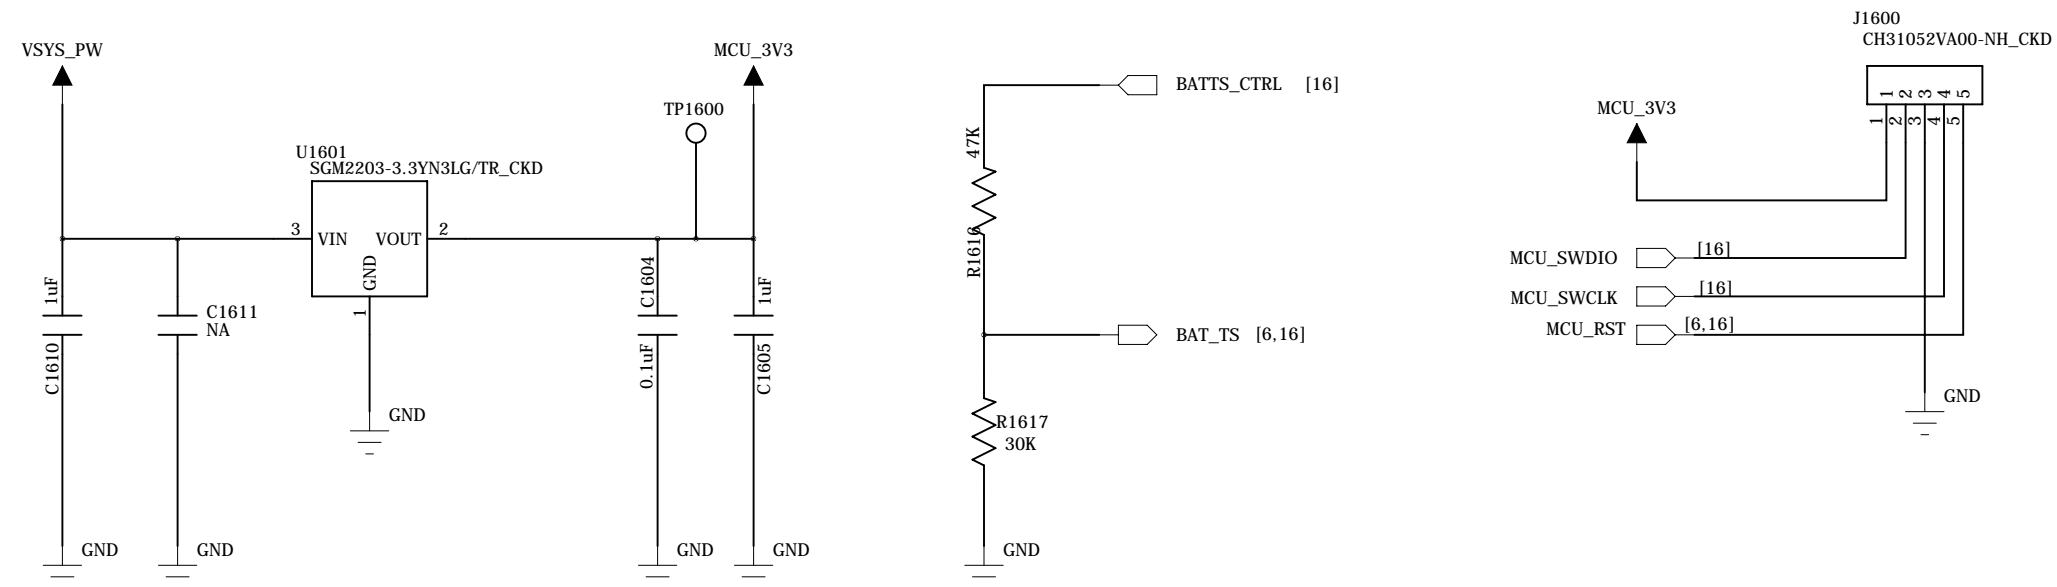 VSYS_PW
U1601
SGM2203-3.3YN3LG/TR_CKD
3
VIN
VOUT
2
GND
1
GND
1uF
C1610
GND
C1611
NA
GND
TP1600
MCU_3V3
C1604
0.1uF
GND
1uF
C1605
GND
BATTS_CTRL [16]
47K
R1616
BAT_TS [6,16]
R1617
30K
GND
J1600
CH31052VA00-NH_CKD
1 2 3 4 5
1 2 3 4 5
MCU_3V3
MCU_SWDIO [16]
MCU_SWCLK [16]
MCU_RST [6,16]
GND